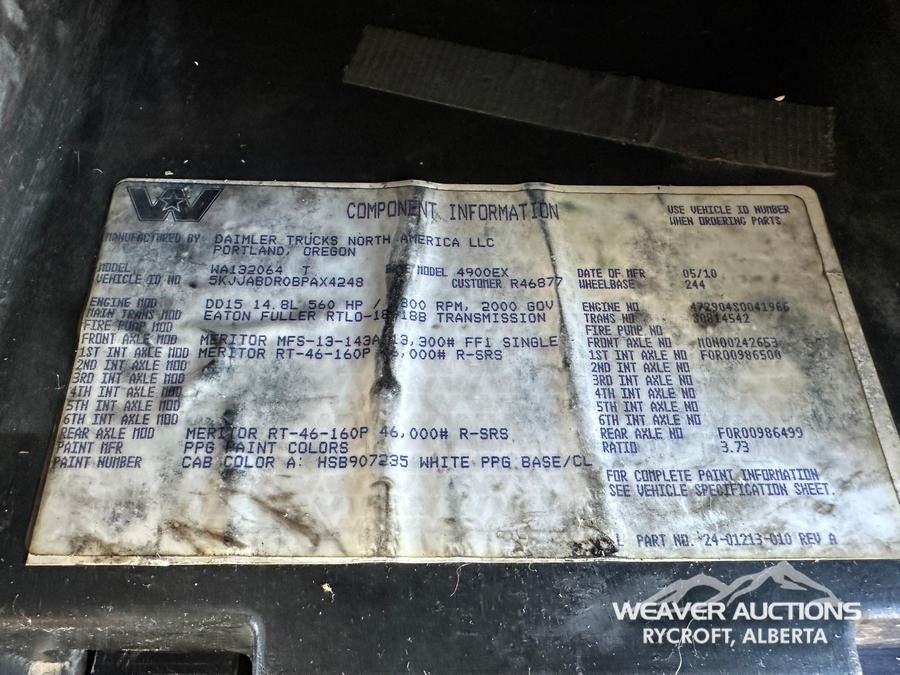 COMPONENT INFORMATION
USE VEHICLE ID NUMBER
WHEN ORDERING PARTS
MANUFACTURED BY DAIMLER TRUCKS NORTH AMERICA LLC
PORTLAND, OREGON
MODEL WA132064 T BASE MODEL 4900EX DATE OF MFR 05/10
VEHICLE ID NO 5KJJABDR0BPAX4248 CUSTOMER R46877 WHEELBASE 244
ENGINE MOD DD15 14.8L 560 HP / 800 RPM, 2000 GOV ENGINE NO 472904S0041966
MAIN TRANS MOD EATON FULLER RTLO-18 18B TRANSMISSION TRANS NO 30814542
FIRE PUMP MOD FIRE PUMP NO
FRONT AXLE MOD MERITOR MFS-13-143A 13,300# FF1 SINGLE FRONT AXLE NO NON00242653
1ST INT AXLE MOD MERITOR RT-46-160P 6,000# R-SRS 1ST INT AXLE NO FOR00986500
2ND INT AXLE MOD 2ND INT AXLE NO
3RD INT AXLE MOD 3RD INT AXLE NO
4TH INT AXLE MOD 4TH INT AXLE NO
5TH INT AXLE MOD 5TH INT AXLE NO
6TH INT AXLE MOD 6TH INT AXLE NO
REAR AXLE MOD MERITOR RT-46-160P 46,000# R-SRS REAR AXLE NO FOR00986499
PAINT MFR PPG PAINT COLORS RATIO 3.73
PAINT NUMBER CAB COLOR A: HSB907235 WHITE PPG BASE/CL
FOR COMPLETE PAINT INFORMATION
SEE VEHICLE SPECIFICATION SHEET.
PART NO. 24-01213-010 REV A
WEAVER AUCTIONS
RYCROFT, ALBERTA